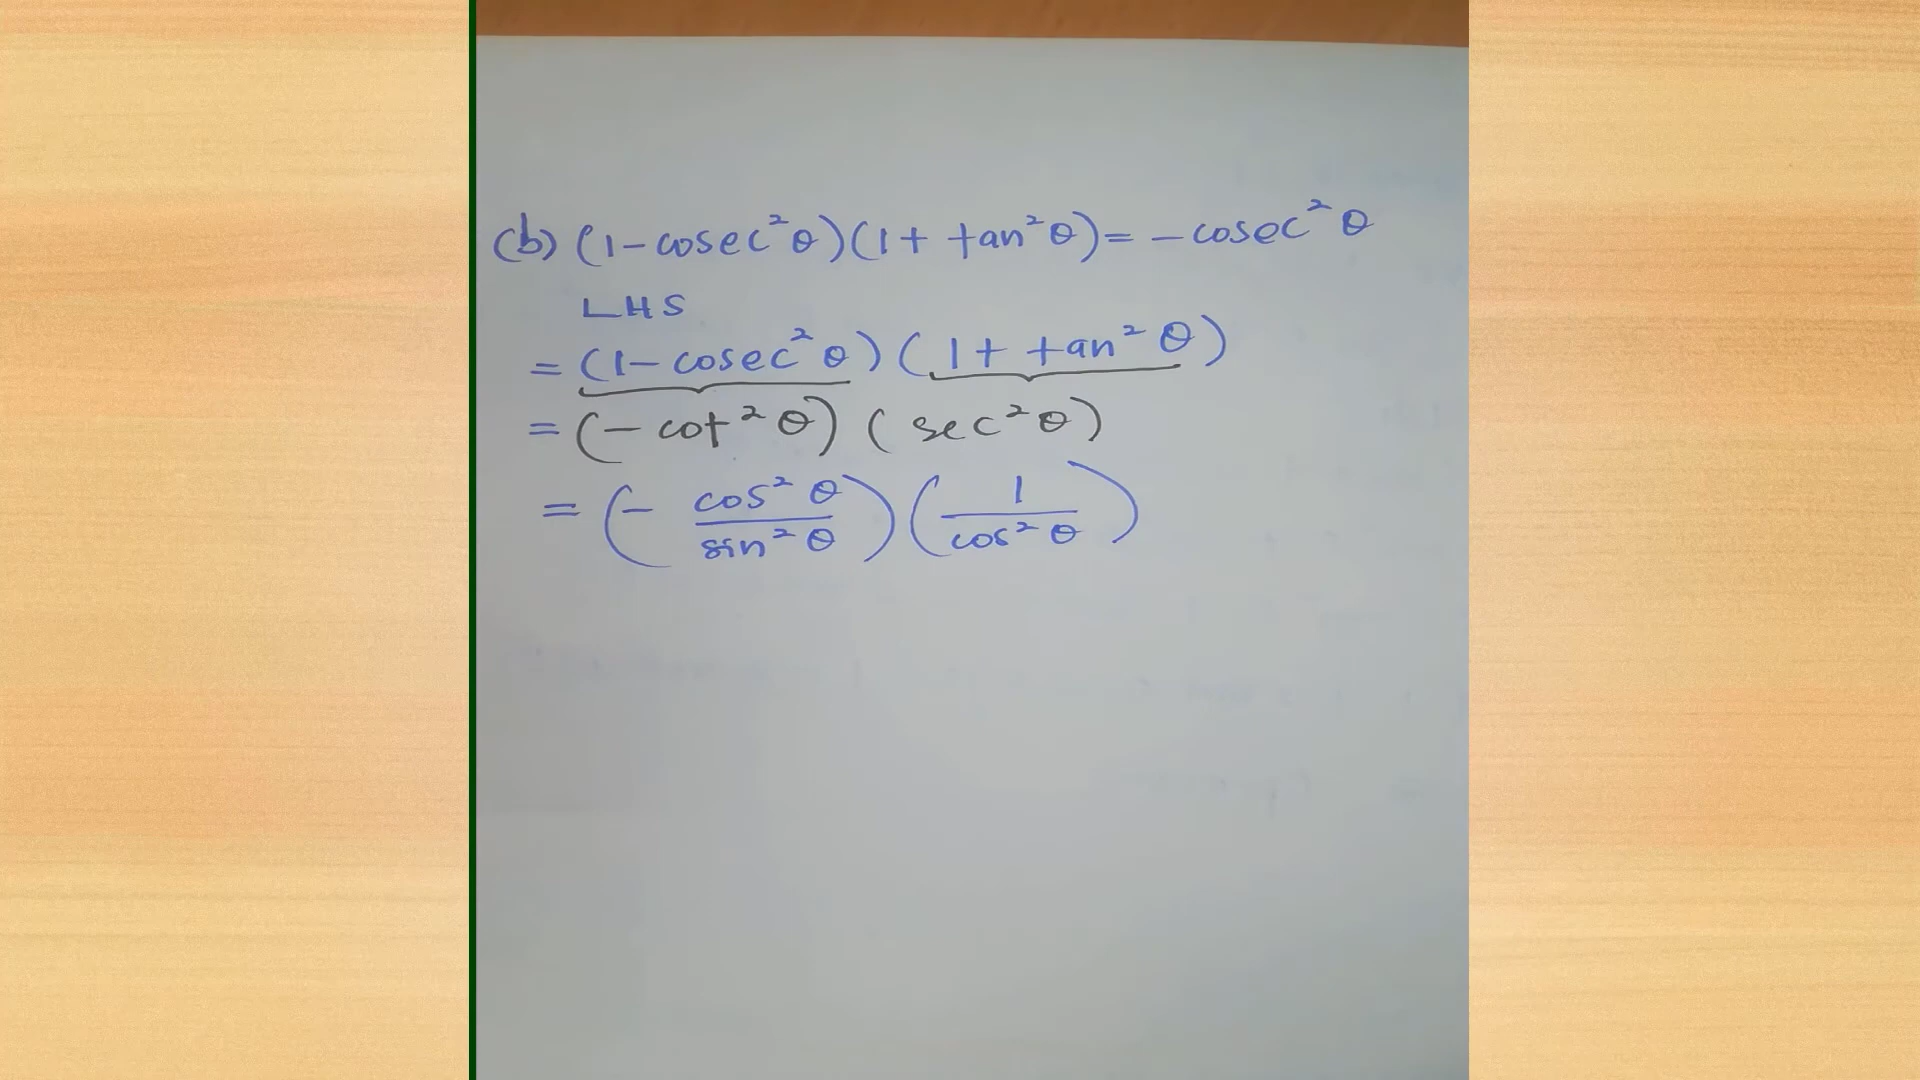 (b) (1 - cosec²θ)(1 + tan²θ) = - cosec²θ
LHS
= (1 - cosec²θ) (1 + tan²θ)
= (- cot²θ) (sec²θ)
= (- cos²θ / sin²θ) (1 / cos²θ)